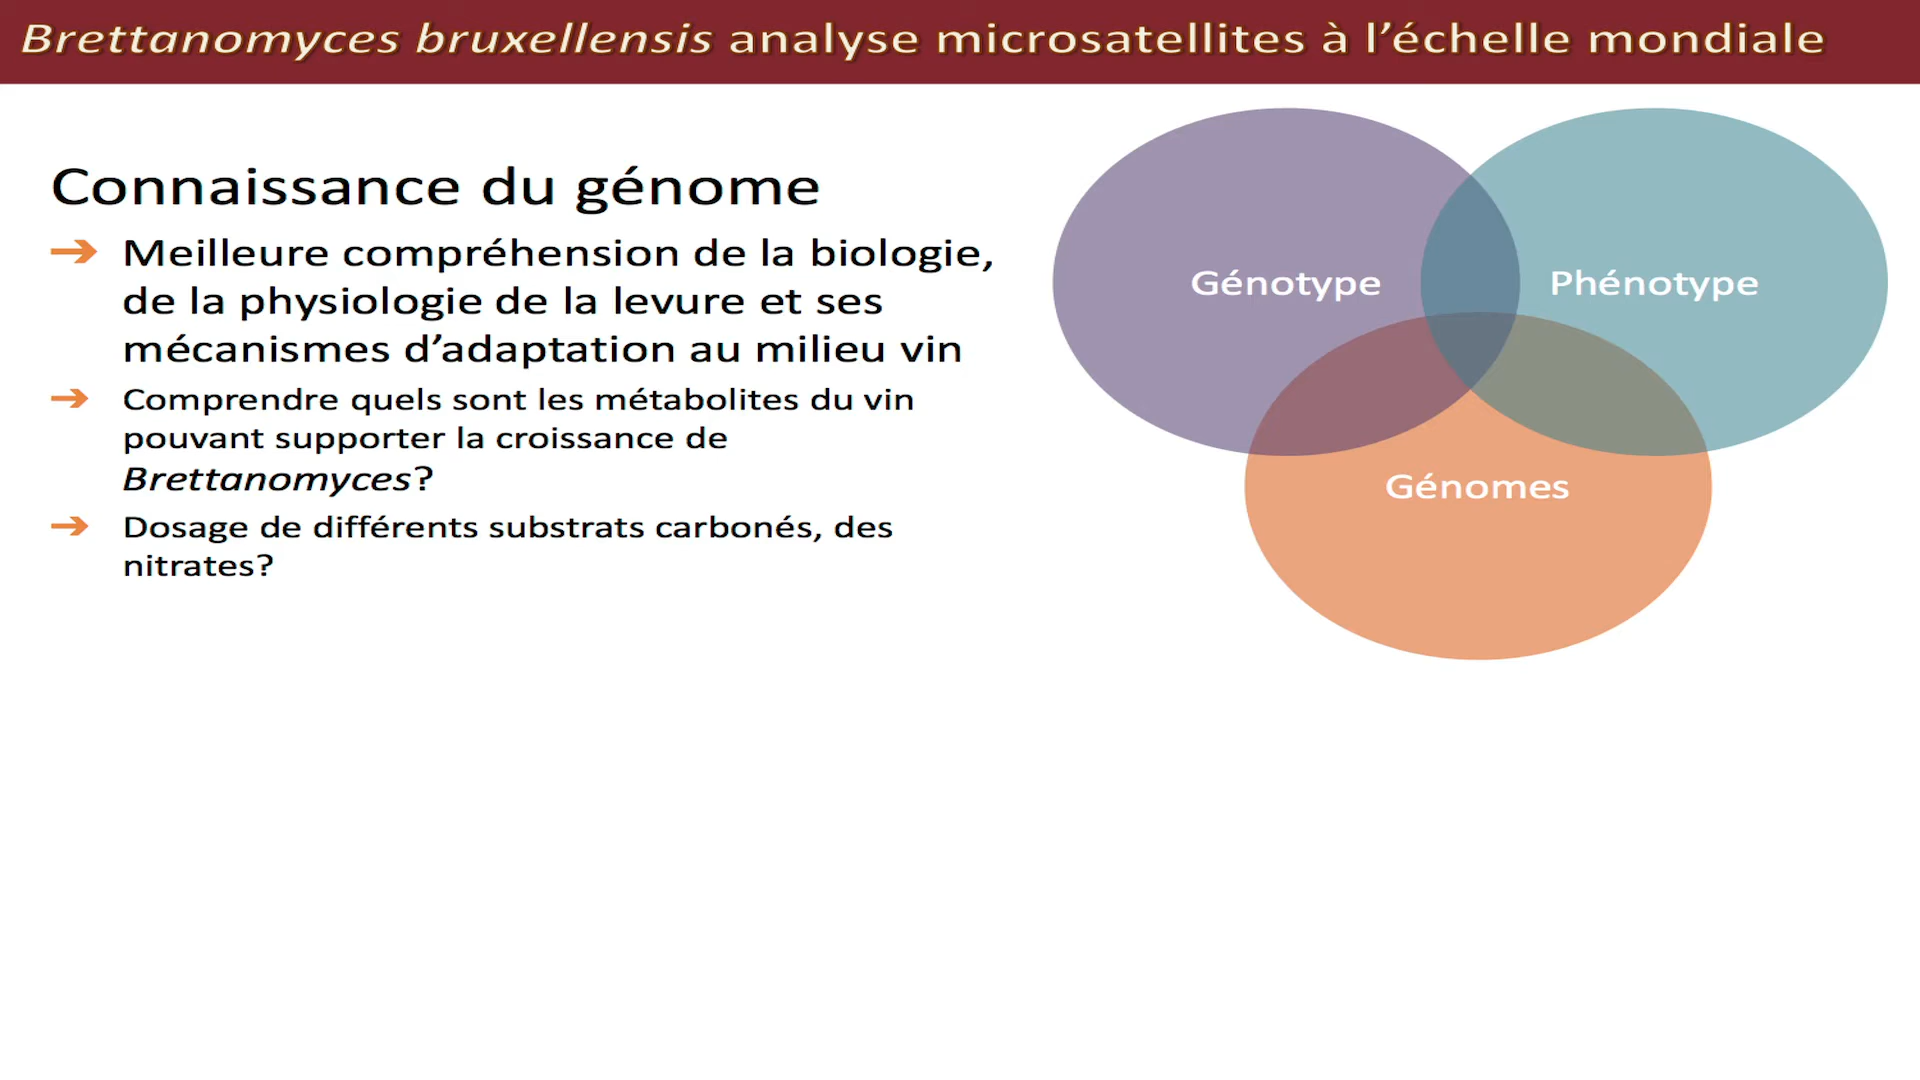 Brettanomyces bruxellensis analyse microsatellites à l’échelle mondiale
Connaissance du génome
➔ Meilleure compréhension de la biologie,
de la physiologie de la levure et ses
mécanismes d’adaptation au milieu vin
➔ Comprendre quels sont les métabolites du vin
pouvant supporter la croissance de
Brettanomyces?
➔ Dosage de différents substrats carbonés, des
nitrates?
Génotype
Phénotype
Génomes